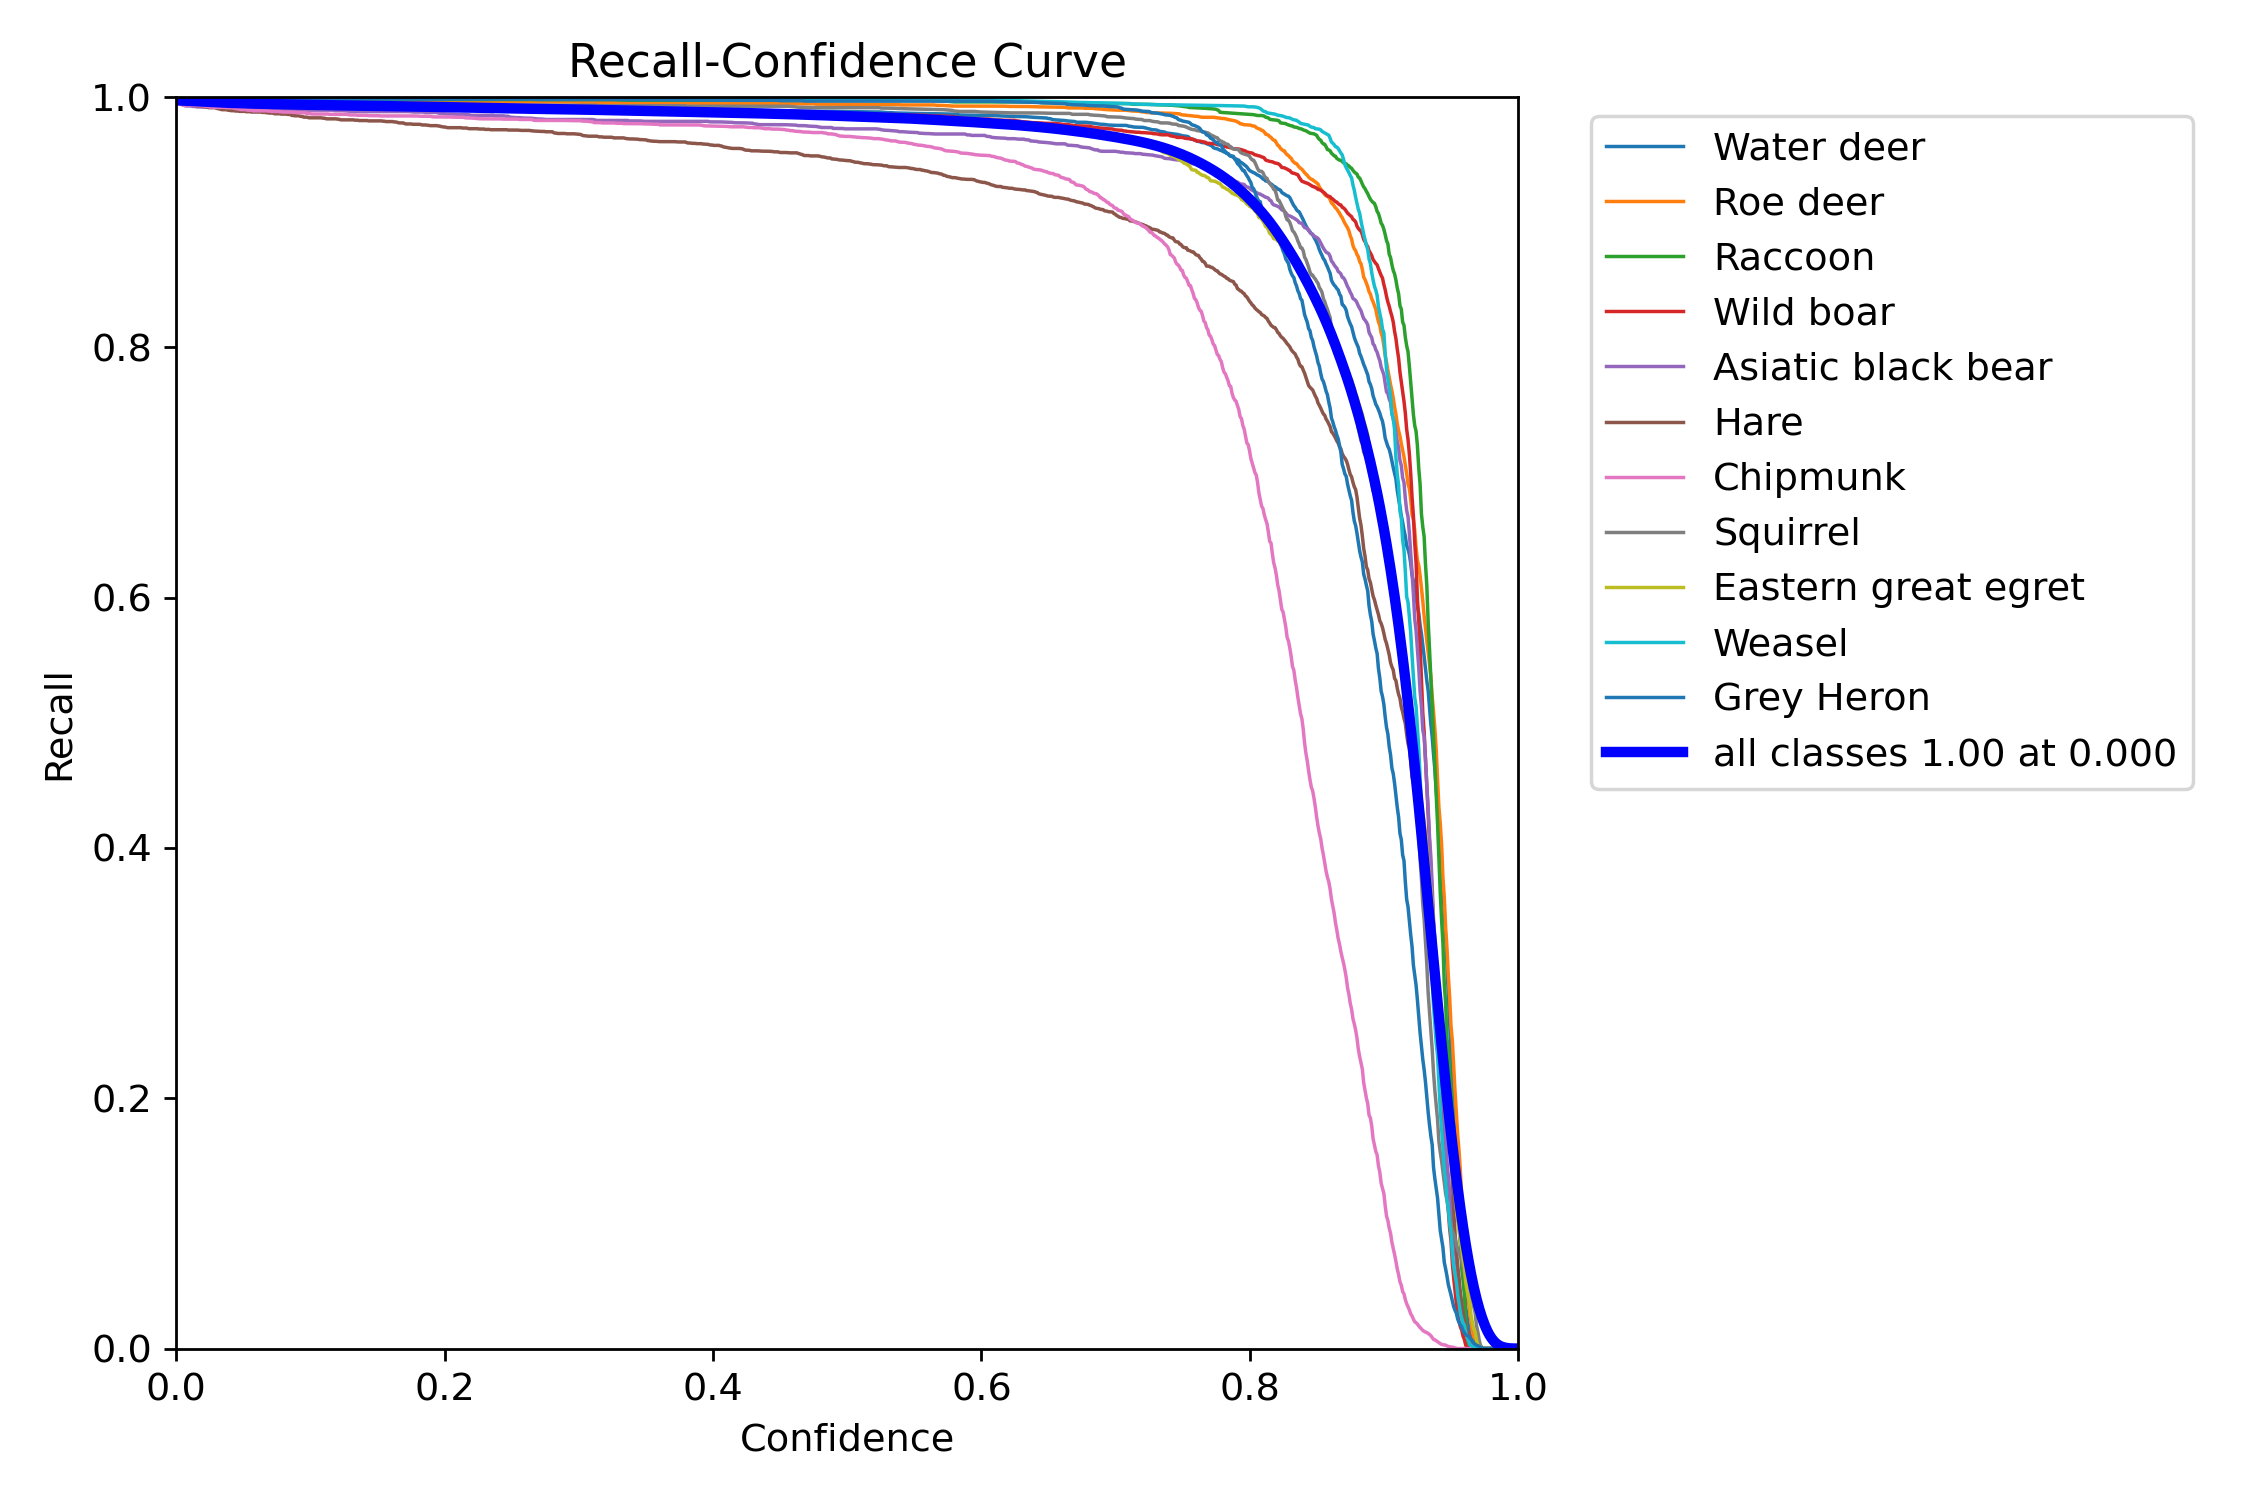 Recall-Confidence Curve
1.0
0.8
0.6
0.4
0.2
0.0
Recall
0.0 0.2 0.4 0.6 0.8 1.0
Confidence
Water deer
Roe deer
Raccoon
Wild boar
Asiatic black bear
Hare
Chipmunk
Squirrel
Eastern great egret
Weasel
Grey Heron
all classes 1.00 at 0.000